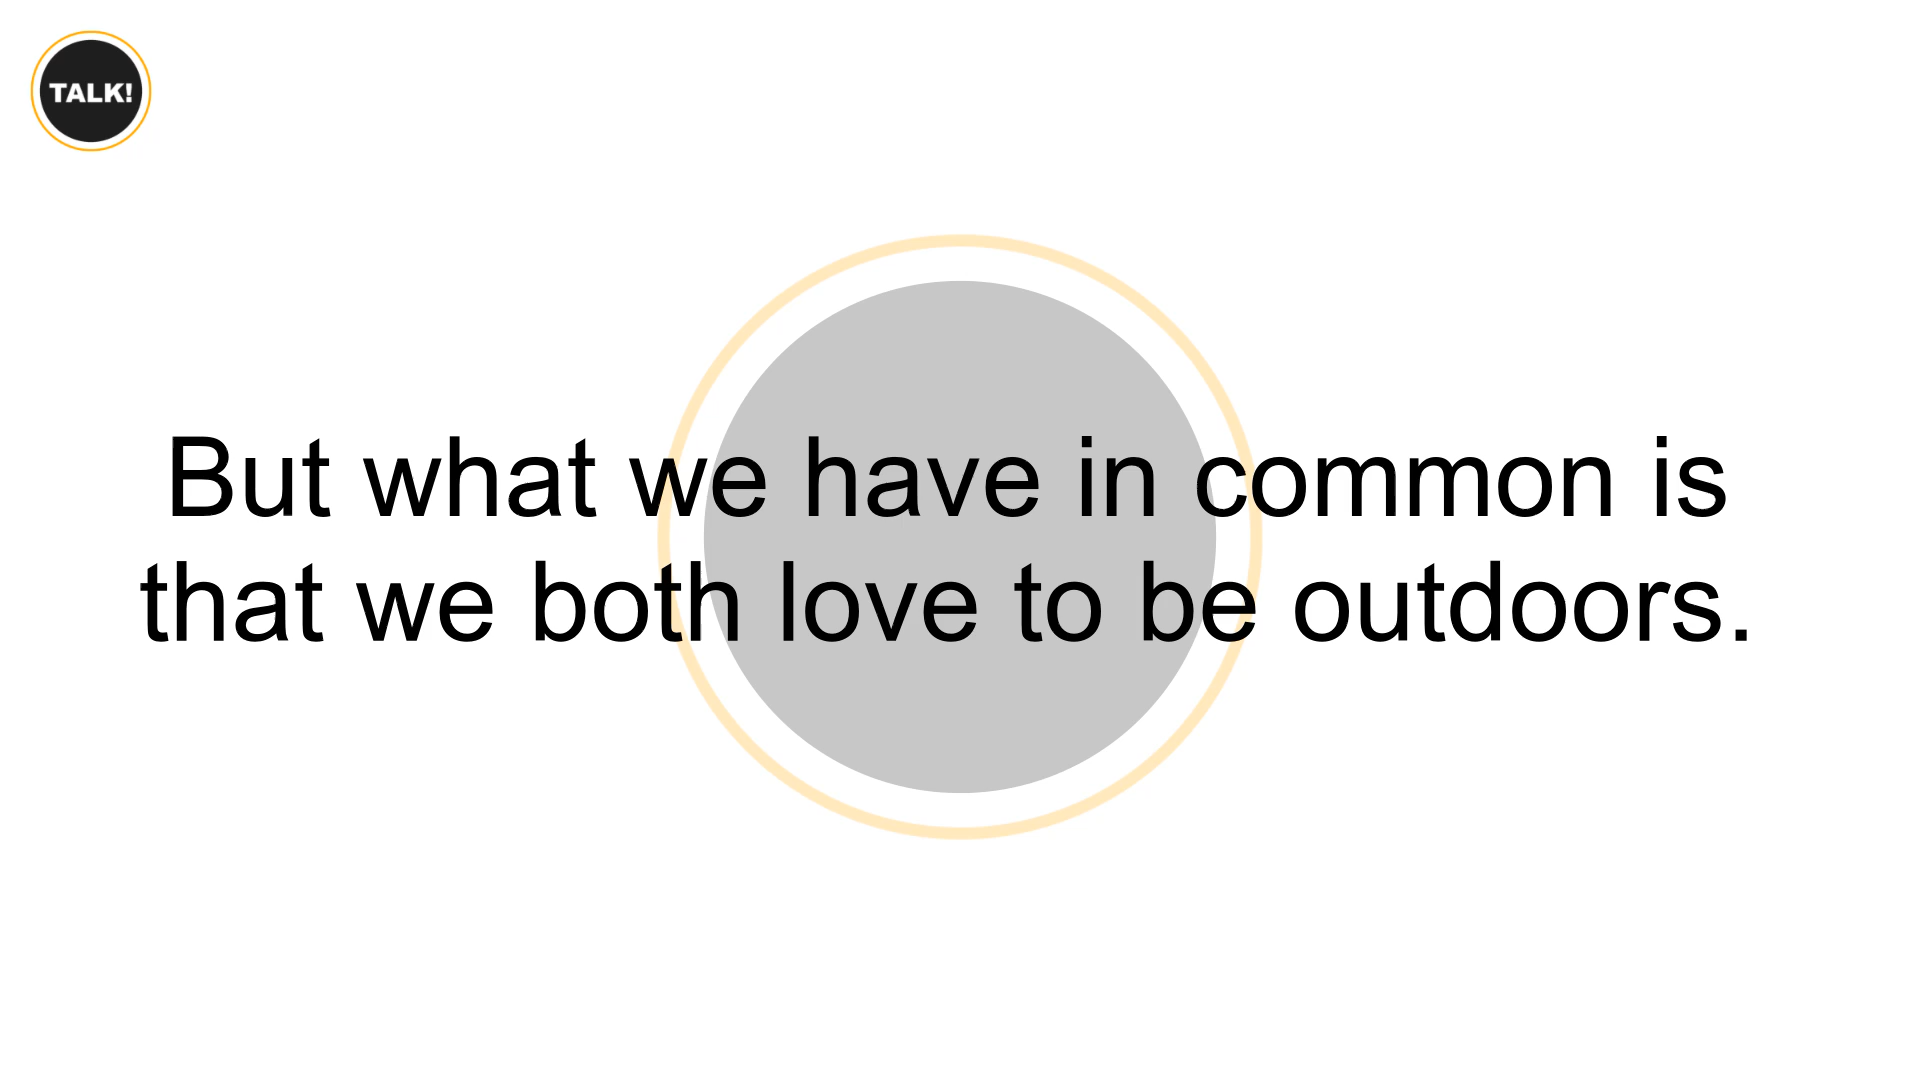 TALK!
But what we have in common is
that we both love to be outdoors.